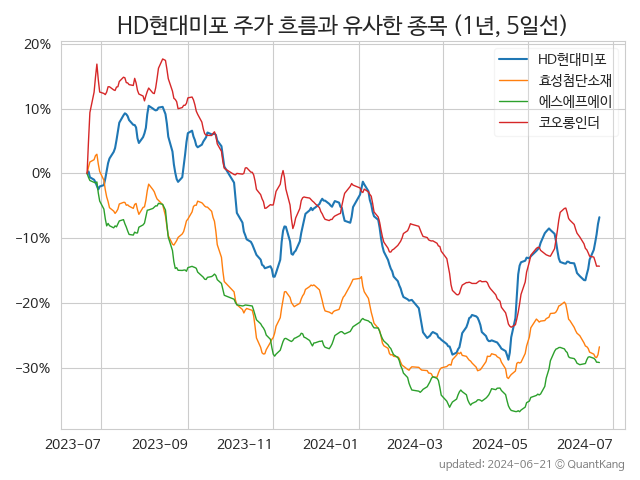 HD현대미포 주가 흐름과 유사한 종목 (1년, 5일선)
20%
10%
0%
−10%
−20%
−30%
HD현대미포
효성첨단소재
에스에프에이
코오롱인더
2023-07
2023-09
2023-11
2024-01
2024-03
2024-05
2024-07
updated: 2024-06-21 © QuantKang